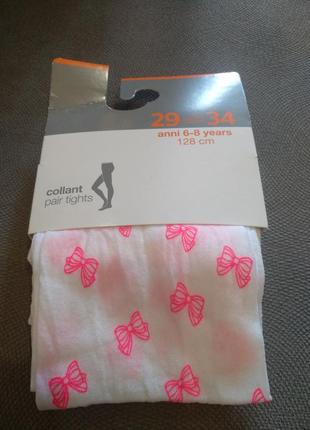 29 34
anni 6-8 years
128 cm
collant
pair tights